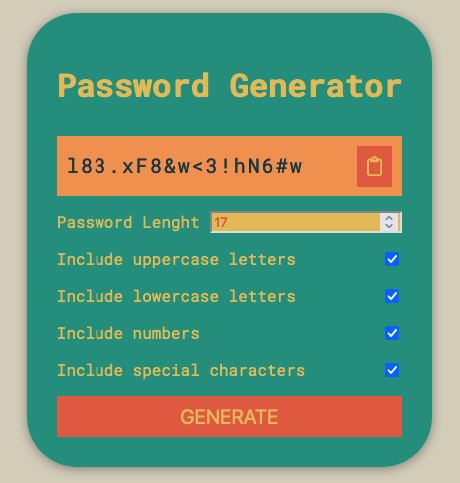 Password Generator
l83.xF8&w<3!hN6#w
Password Lenght 17
Include uppercase letters
Include lowercase letters
Include numbers
Include special characters
GENERATE